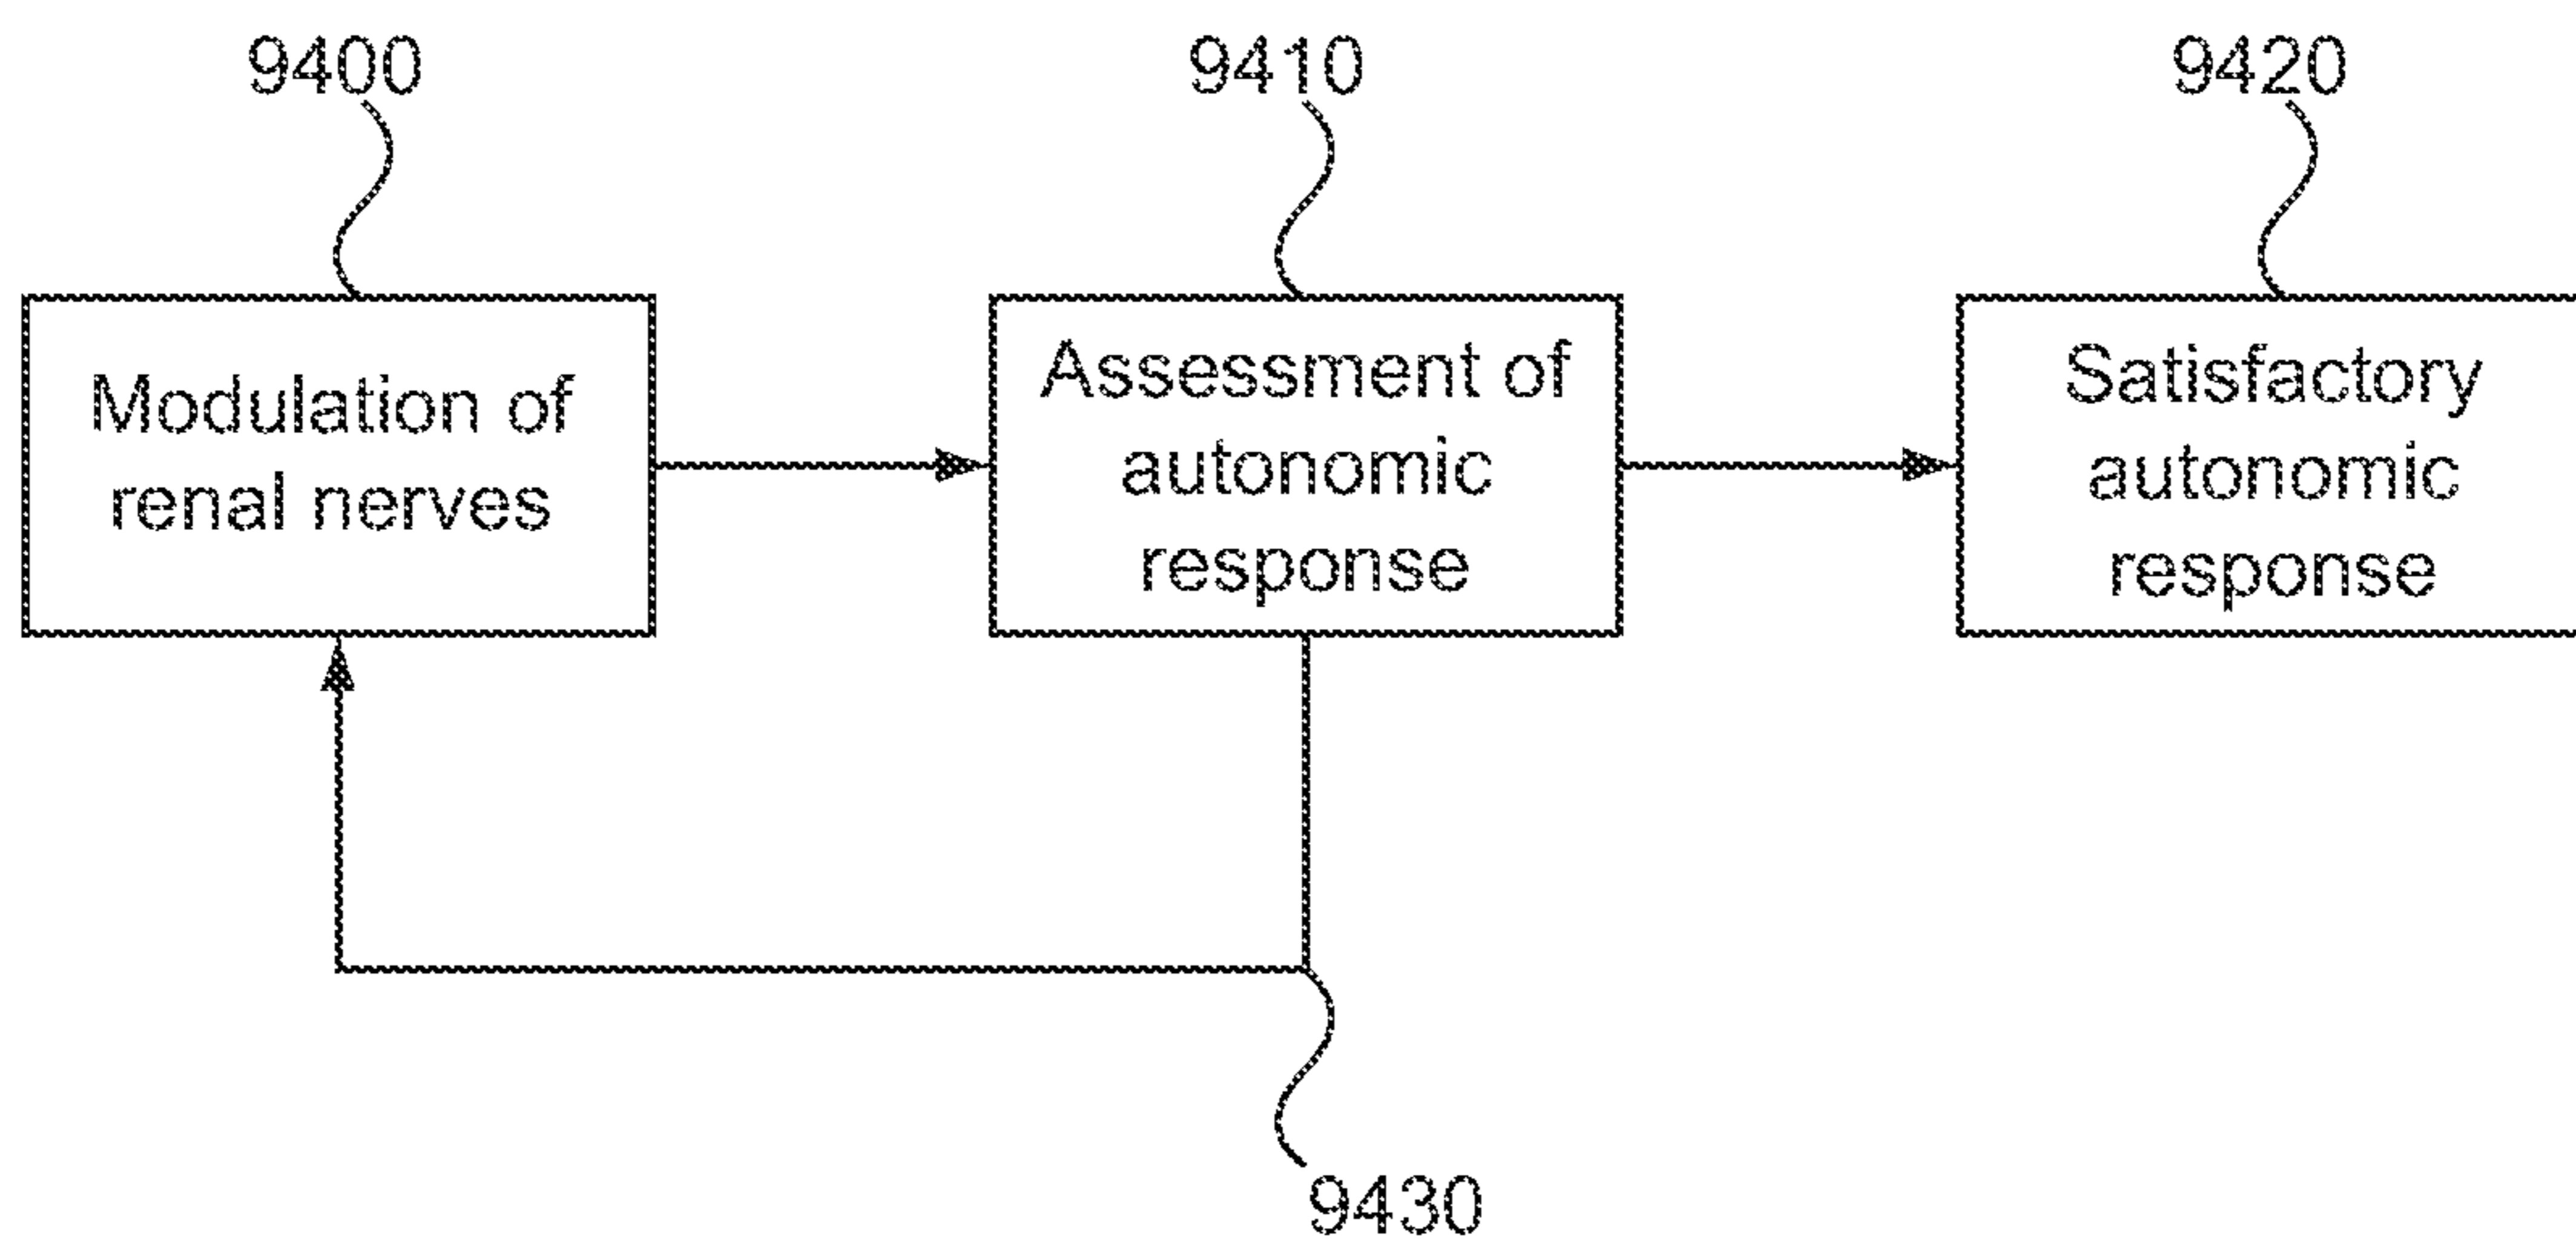 9400
9410
9420
Modulation of
renal nerves
Assessment of
autonomic
response
Satisfactory
autonomic
response
9430